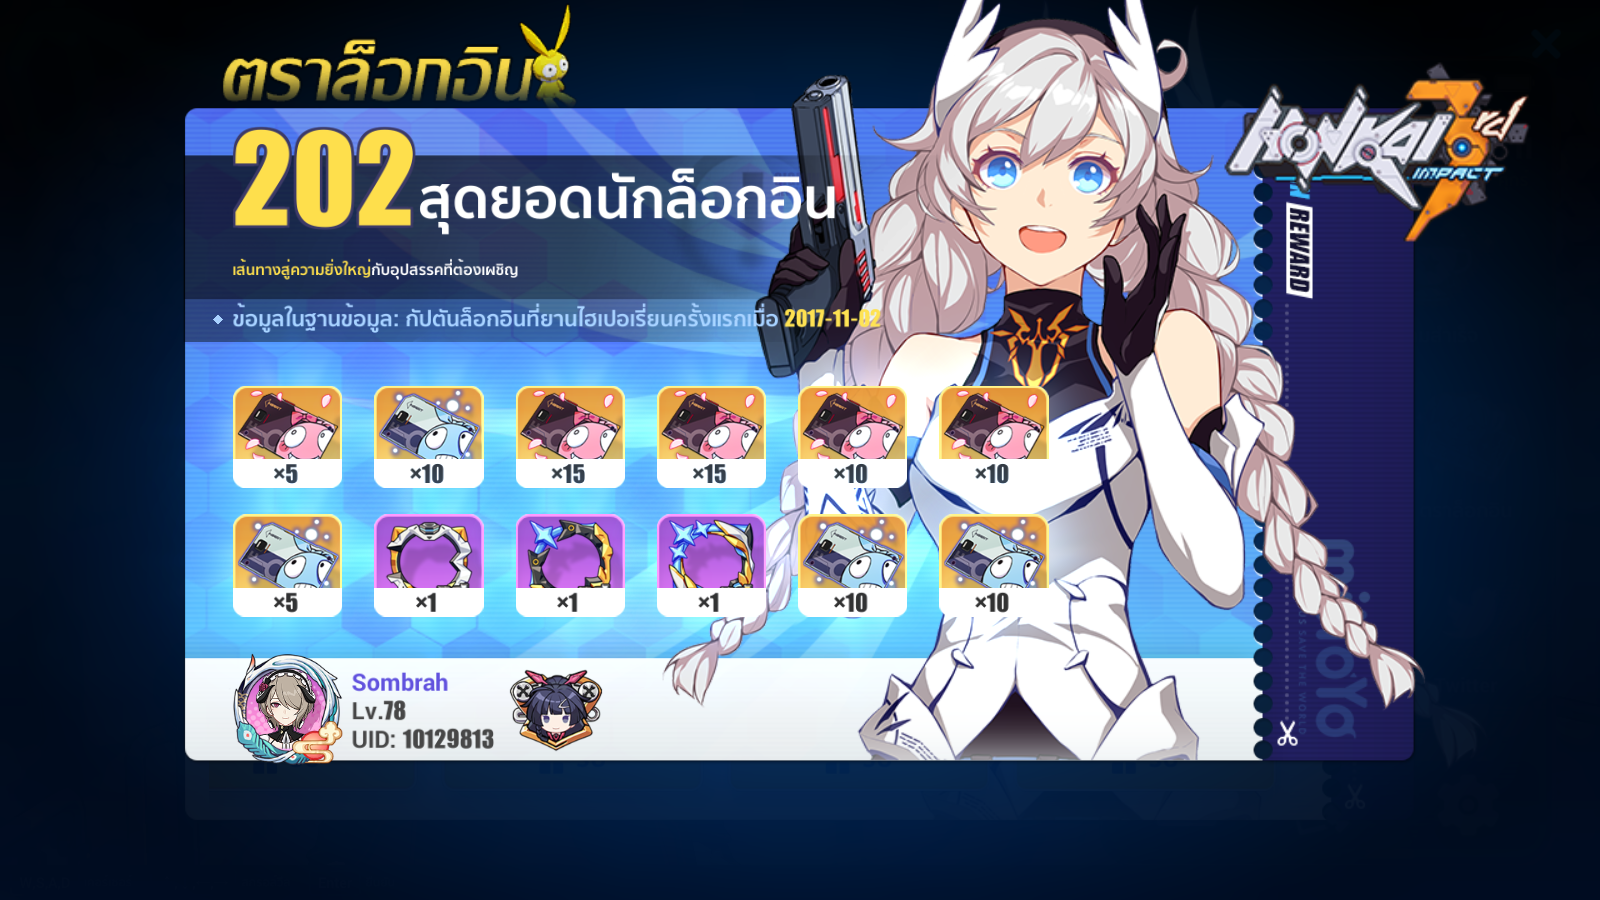 ตราล็อกอิน
HONKAI 3rd
IMPACT
202 สุดยอดนักล็อกอิน
REWARD
เส้นทางสู่ความยิ่งใหญ่กับอุปสรรคที่ต้องเผชิญ
ข้อมูลในฐานข้อมูล: กัปตันล็อกอินที่ยานไฮเปอเรี่ยนครั้งแรกเมื่อ 2017-11-02
×5 ×10 ×15 ×15 ×10 ×10
×5 ×1 ×1 ×1 ×10 ×10
miHoYo
Sombrah
Lv.78
UID: 10129813